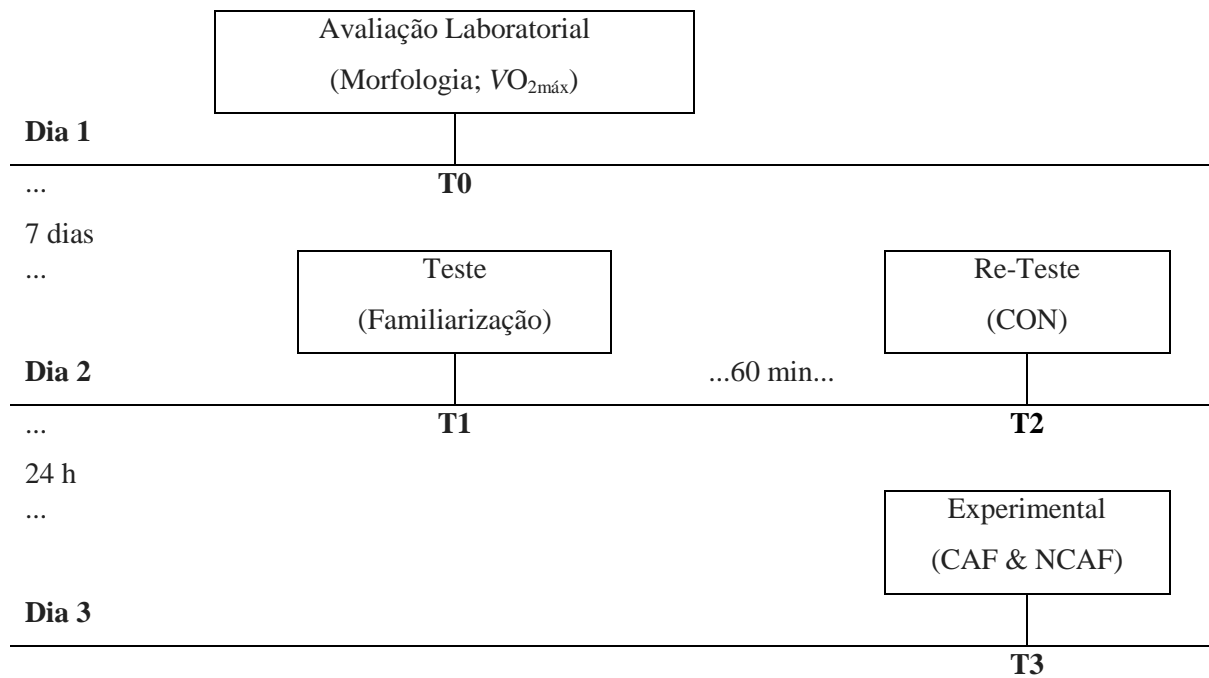 Avaliação Laboratorial
(Morfologia; VO2máx)
Dia 1
T0
...
7 dias
...
Teste
(Familiarização)
Re-Teste
(CON)
Dia 2
...60 min...
T1
T2
...
24 h
...
Experimental
(CAF & NCAF)
Dia 3
T3